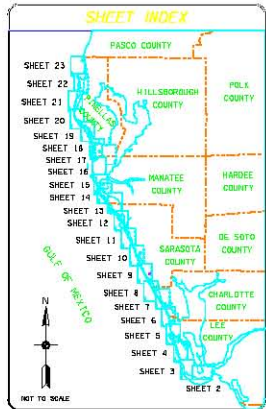 SHEET INDEX
PASCO COUNTY
SHEET 23
SHEET 22
SHEET 21
SHEET 20
SHEET 19
SHEET 18
SHEET 17
SHEET 16
SHEET 15
SHEET 14
SHEET 13
SHEET 12
SHEET 11
SHEET 10
SHEET 9
SHEET 8
SHEET 7
SHEET 6
SHEET 5
SHEET 4
SHEET 3
SHEET 2
PINELLAS
COUNTY
HILLSBOROUGH
COUNTY
POLK
COUNTY
MANATEE
COUNTY
HARDEE
COUNTY
SARASOTA
COUNTY
DE SOTO
COUNTY
CHARLOTTE
COUNTY
LEE
COUNTY
GULF OF MEXICO
N
NOT TO SCALE